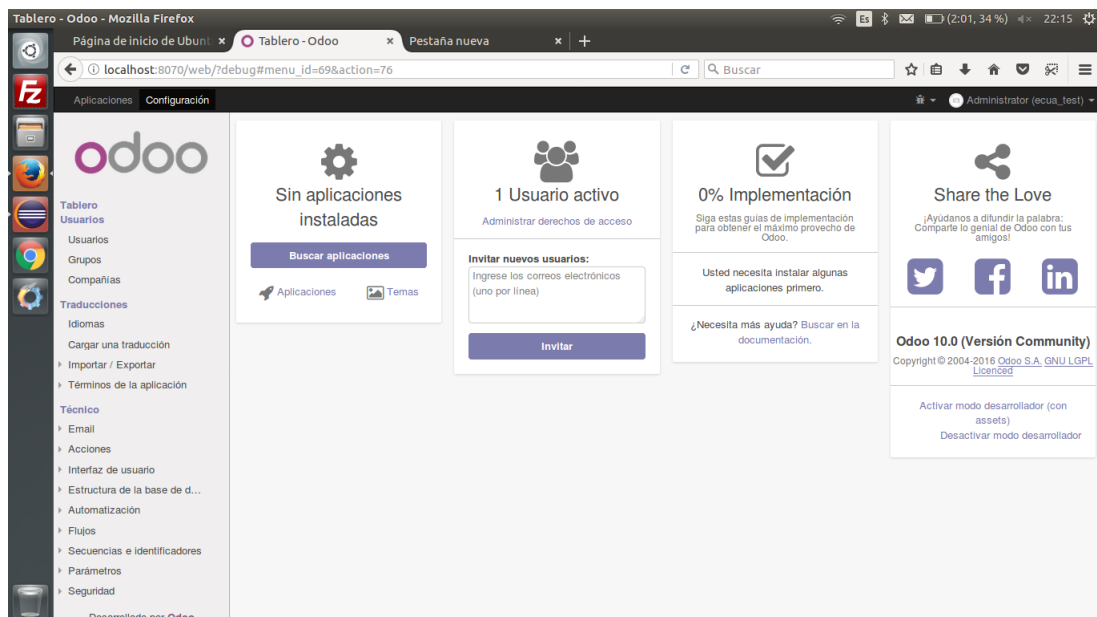 Tablero - Odoo - Mozilla Firefox
Es
(2:01, 34 %)
22:15
Página de inicio de Ubunt
Tablero - Odoo
Pestaña nueva
localhost:8070/web/?debug#menu_id=69&action=76
Buscar
Aplicaciones
Configuración
Administrator (ecua_test)
odoo
Tablero
Usuarios
Usuarios
Grupos
Compañías
Traducciones
Idiomas
Cargar una traducción
Importar / Exportar
Términos de la aplicación
Técnico
Email
Acciones
Interfaz de usuario
Estructura de la base de d...
Automatización
Flujos
Secuencias e identificadores
Parámetros
Seguridad
Desarrollado por Odoo
Sin aplicaciones
instaladas
Buscar aplicaciones
Aplicaciones
Temas
1 Usuario activo
Administrar derechos de acceso
Invitar nuevos usuarios:
Ingrese los correos electrónicos
(uno por línea)
Invitar
0% Implementación
Siga estas guías de implementación
para obtener el máximo provecho de
Odoo.
Usted necesita instalar algunas
aplicaciones primero.
¿Necesita más ayuda? Buscar en la
documentación.
Share the Love
¡Ayúdanos a difundir la palabra:
Comparte lo genial de Odoo con tus
amigos!
Odoo 10.0 (Versión Community)
Copyright © 2004-2016 Odoo S.A. GNU LGPL
Licenced
Activar modo desarrollador (con
assets)
Desactivar modo desarrollador